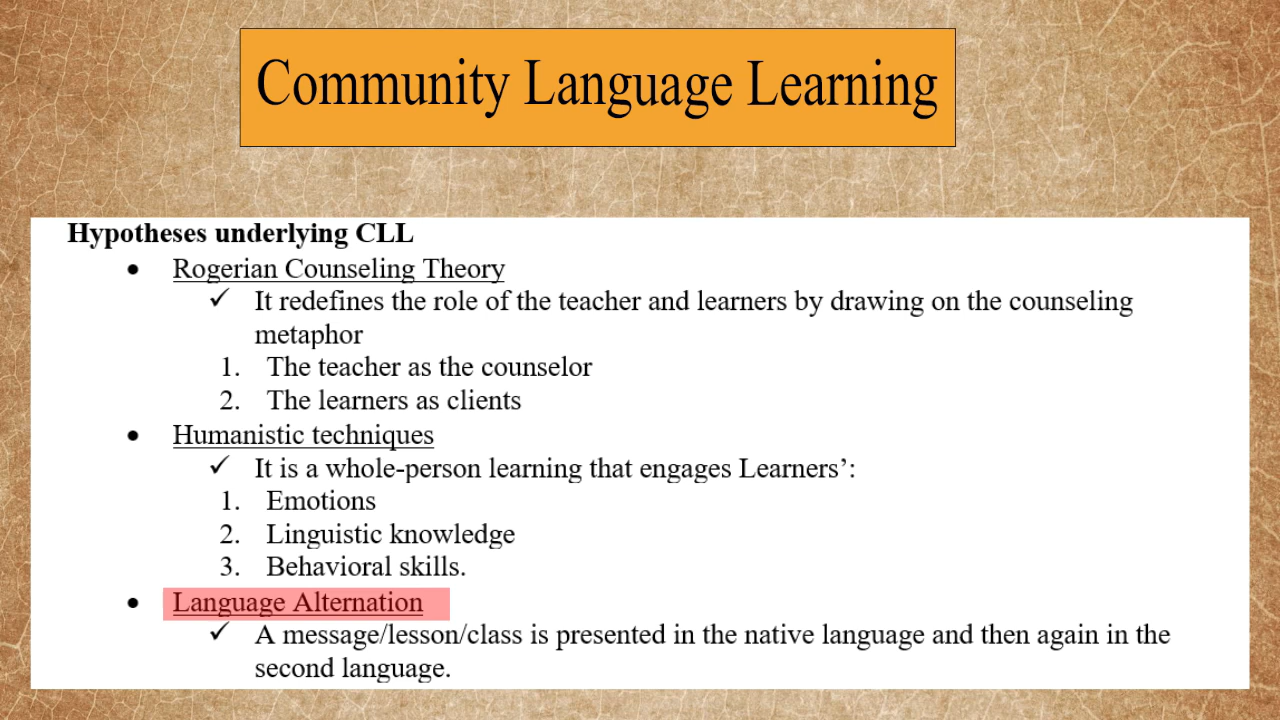 Community Language Learning
Hypotheses underlying CLL
• Rogerian Counseling Theory
✓ It redefines the role of the teacher and learners by drawing on the counseling
metaphor
1. The teacher as the counselor
2. The learners as clients
• Humanistic techniques
✓ It is a whole-person learning that engages Learners’:
1. Emotions
2. Linguistic knowledge
3. Behavioral skills.
• Language Alternation
✓ A message/lesson/class is presented in the native language and then again in the
second language.